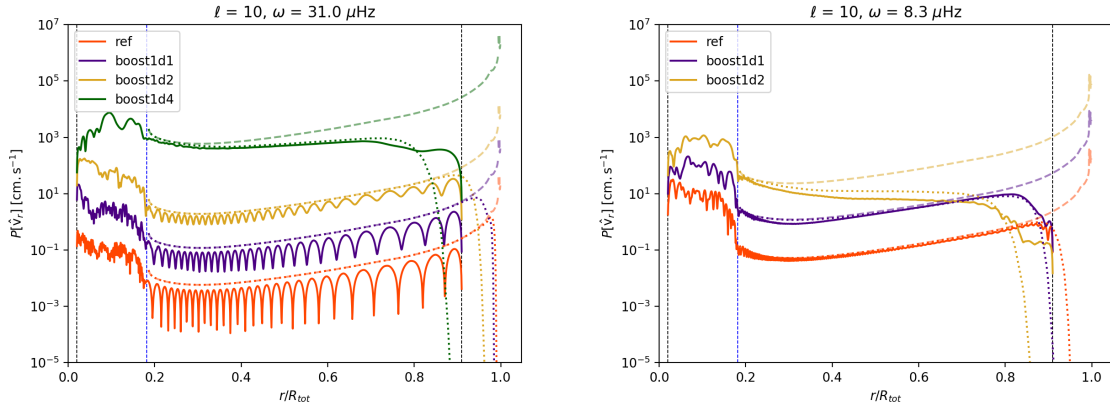 ℓ = 10, ω = 31.0 μHz
10⁷
10⁵
10³
10¹
10⁻¹
10⁻³
10⁻⁵
P[v̂ᵣ] [cm. s⁻¹]
ref
boost1d1
boost1d2
boost1d4
0.0 0.2 0.4 0.6 0.8 1.0
r/Rₜₒₜ
ℓ = 10, ω = 8.3 μHz
10⁷
10⁵
10³
10¹
10⁻¹
10⁻³
10⁻⁵
P[v̂ᵣ] [cm. s⁻¹]
ref
boost1d1
boost1d2
0.0 0.2 0.4 0.6 0.8 1.0
r/Rₜₒₜ